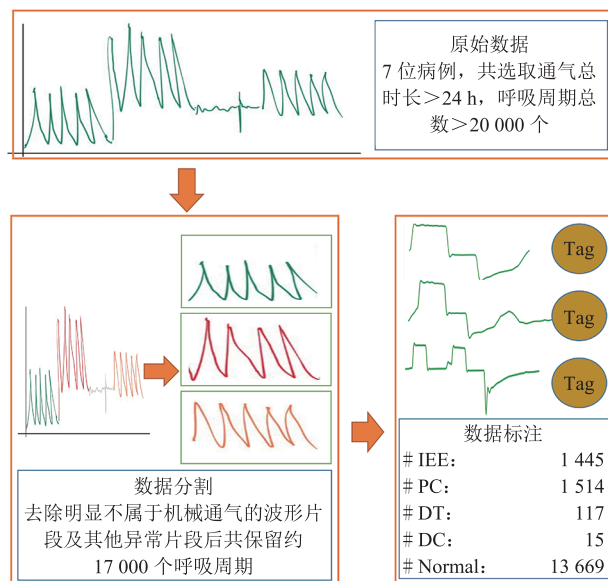 原始数据
7 位病例，共选取通气总
时长＞24 h，呼吸周期总
数＞20 000 个
Tag
Tag
Tag
数据分割
去除明显不属于机械通气的波形片
段及其他异常片段后共保留约
17 000 个呼吸周期
数据标注
# IEE： 1 445
# PC： 1 514
# DT： 117
# DC： 15
# Normal： 13 669